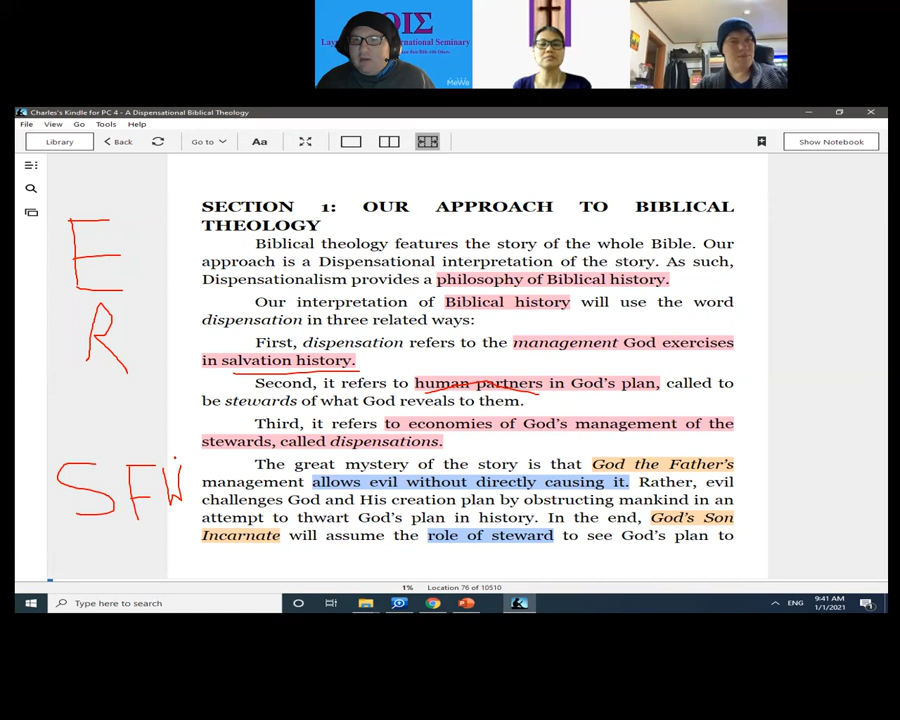 ΟΙΣ
International Seminary
MeWe
Charles's Kindle for PC 4 - A Dispensational Biblical Theology
File View Go Tools Help
Library Back Go to Aa Show Notebook
SECTION 1: OUR APPROACH TO BIBLICAL
THEOLOGY
Biblical theology features the story of the whole Bible. Our
approach is a Dispensational interpretation of the story. As such,
Dispensationalism provides a philosophy of Biblical history.
Our interpretation of Biblical history will use the word
dispensation in three related ways:
First, dispensation refers to the management God exercises
in salvation history.
Second, it refers to human partners in God's plan, called to
be stewards of what God reveals to them.
Third, it refers to economies of God's management of the
stewards, called dispensations.
The great mystery of the story is that God the Father's
management allows evil without directly causing it. Rather, evil
challenges God and His creation plan by obstructing mankind in an
attempt to thwart God's plan in history. In the end, God's Son
Incarnate will assume the role of steward to see God's plan to
E
R
SFW
1% Location 76 of 10510
Type here to search
ENG
9:41 AM
1/1/2021